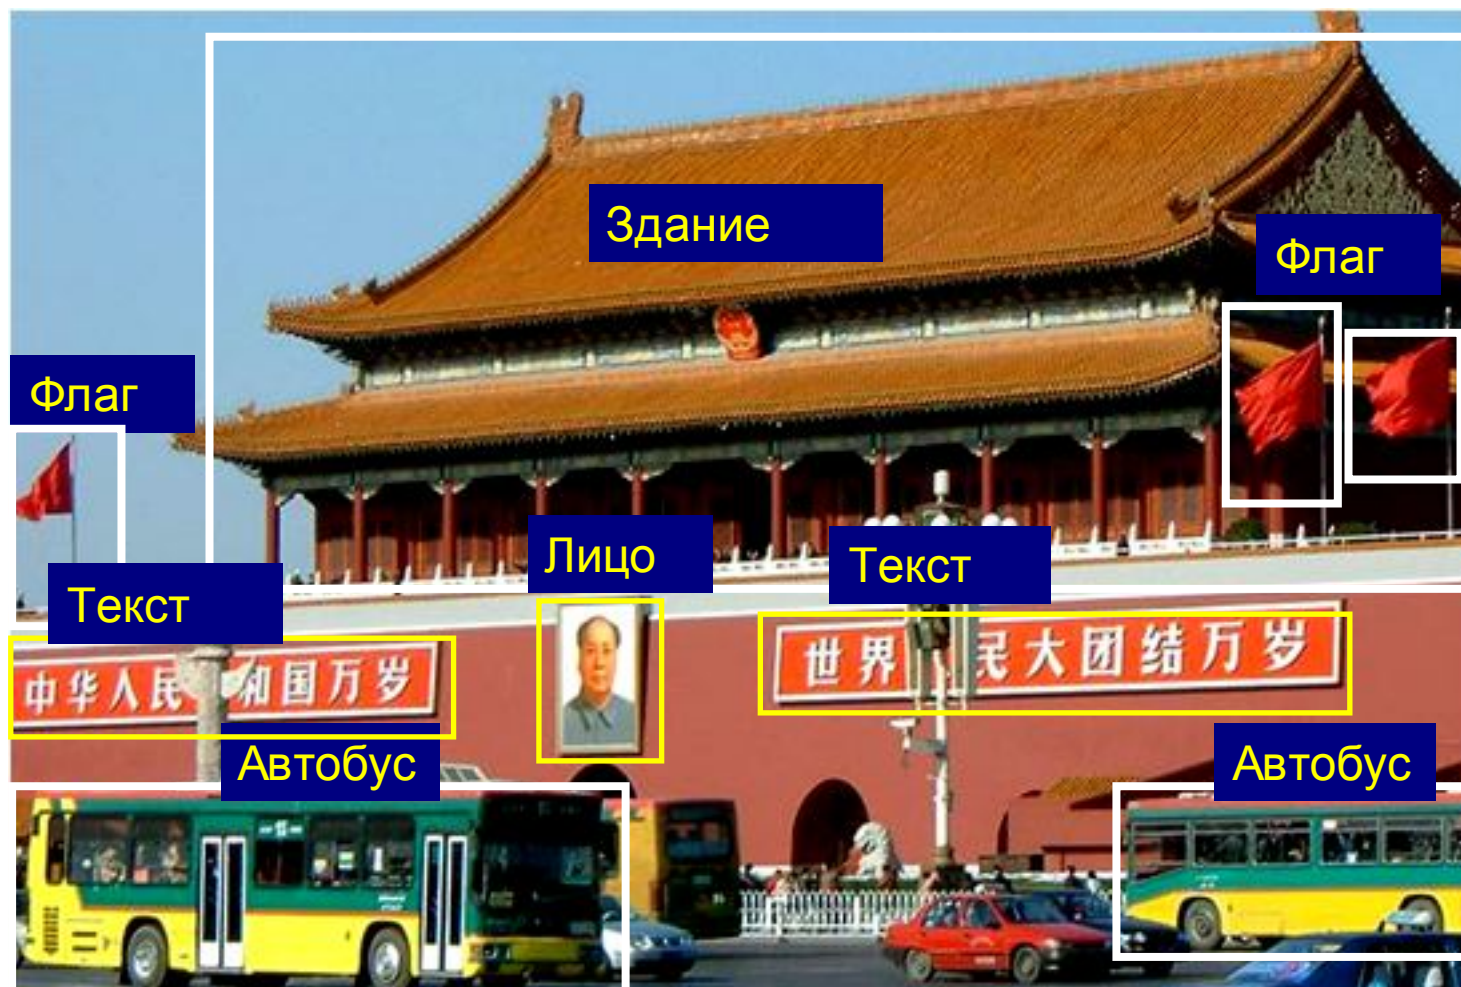 Здание
Флаг
Флаг
Лицо
Текст
Текст
中华人民 和国万岁
世界 民大团结万岁
Автобус
Автобус